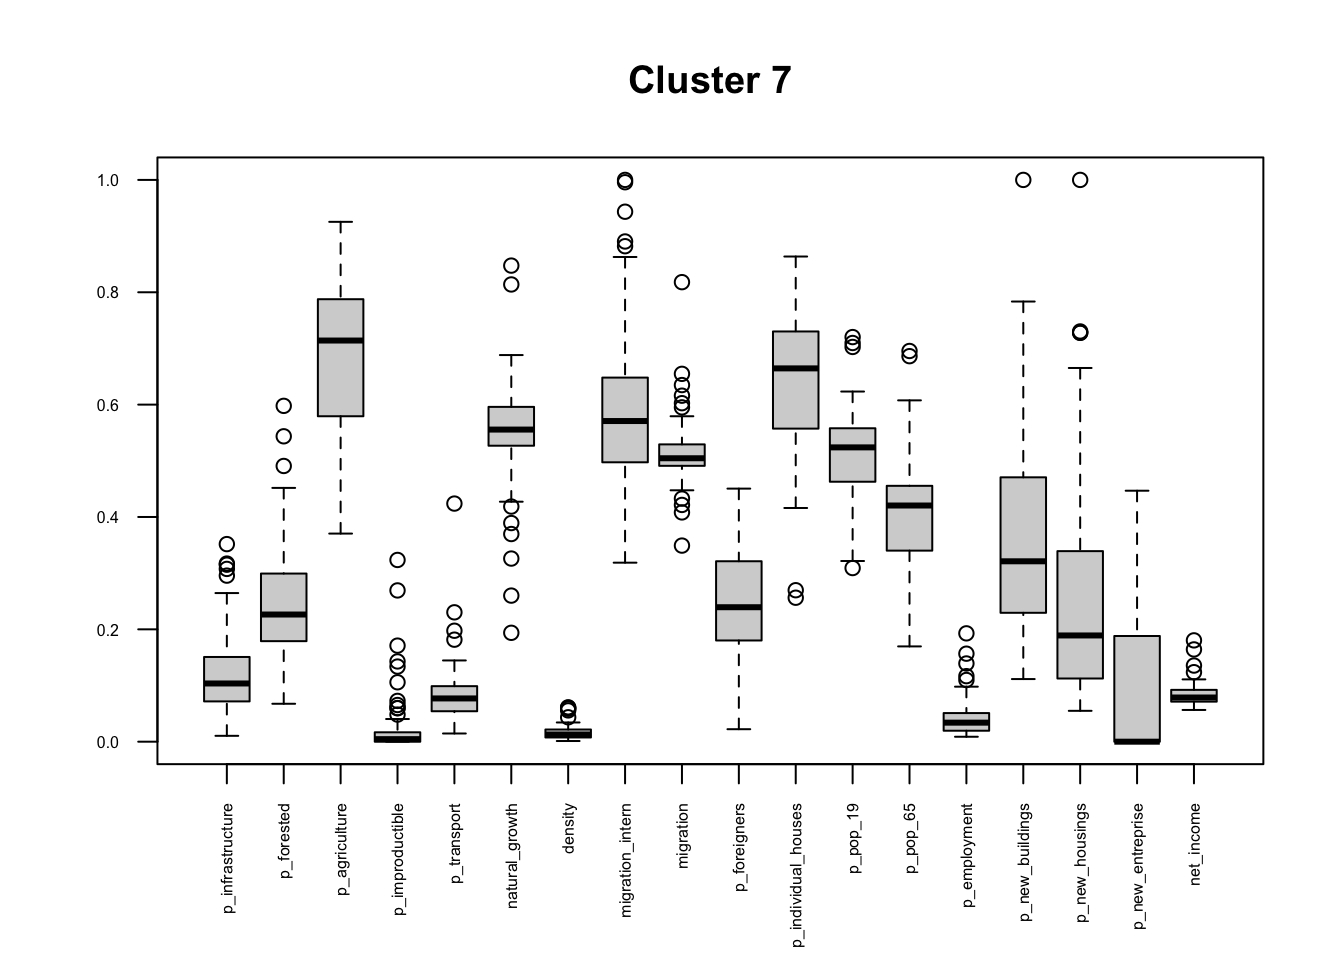 Cluster 7
1.0
0.8
0.6
0.4
0.2
0.0
p_infrastructure
p_forested
p_agriculture
p_improductible
p_transport
natural_growth
density
migration_intern
migration
p_foreigners
p_individual_houses
p_pop_19
p_pop_65
p_employment
p_new_buildings
p_new_housings
p_new_entreprise
net_income